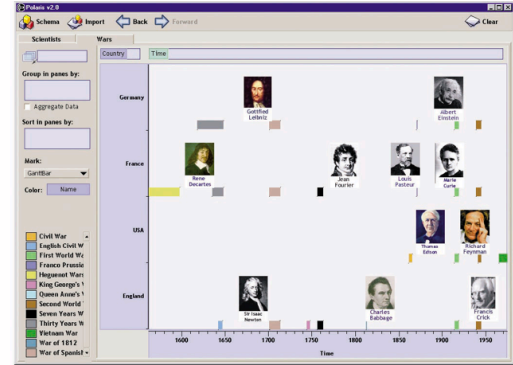 Polaris v2.0
Schema Import Back Forward Clear
Scientists Wars
Country Time
Group in panes by:
Aggregate Data
Sort in panes by:
Mark:
GanttBar
Color: Name
Civil War
English Civil W
First World Wa
Franco Prussia
Huguenot Wars
King George's W
Queen Anne's W
Second World W
Seven Years W
Thirty Years W
Vietnam War
War of 1812
War of Spanish
Germany
Gottfied
Leibniz
Albert
Einstein
France
Rene
Decartes
Jean
Fourier
Louis
Pasteur
Marie
Curie
USA
Thomas
Edison
Richard
Feynman
England
Sir Isaac
Newton
Charles
Babbage
Francis
Crick
1600 1650 1700 1750 1800 1850 1900 1950
Time